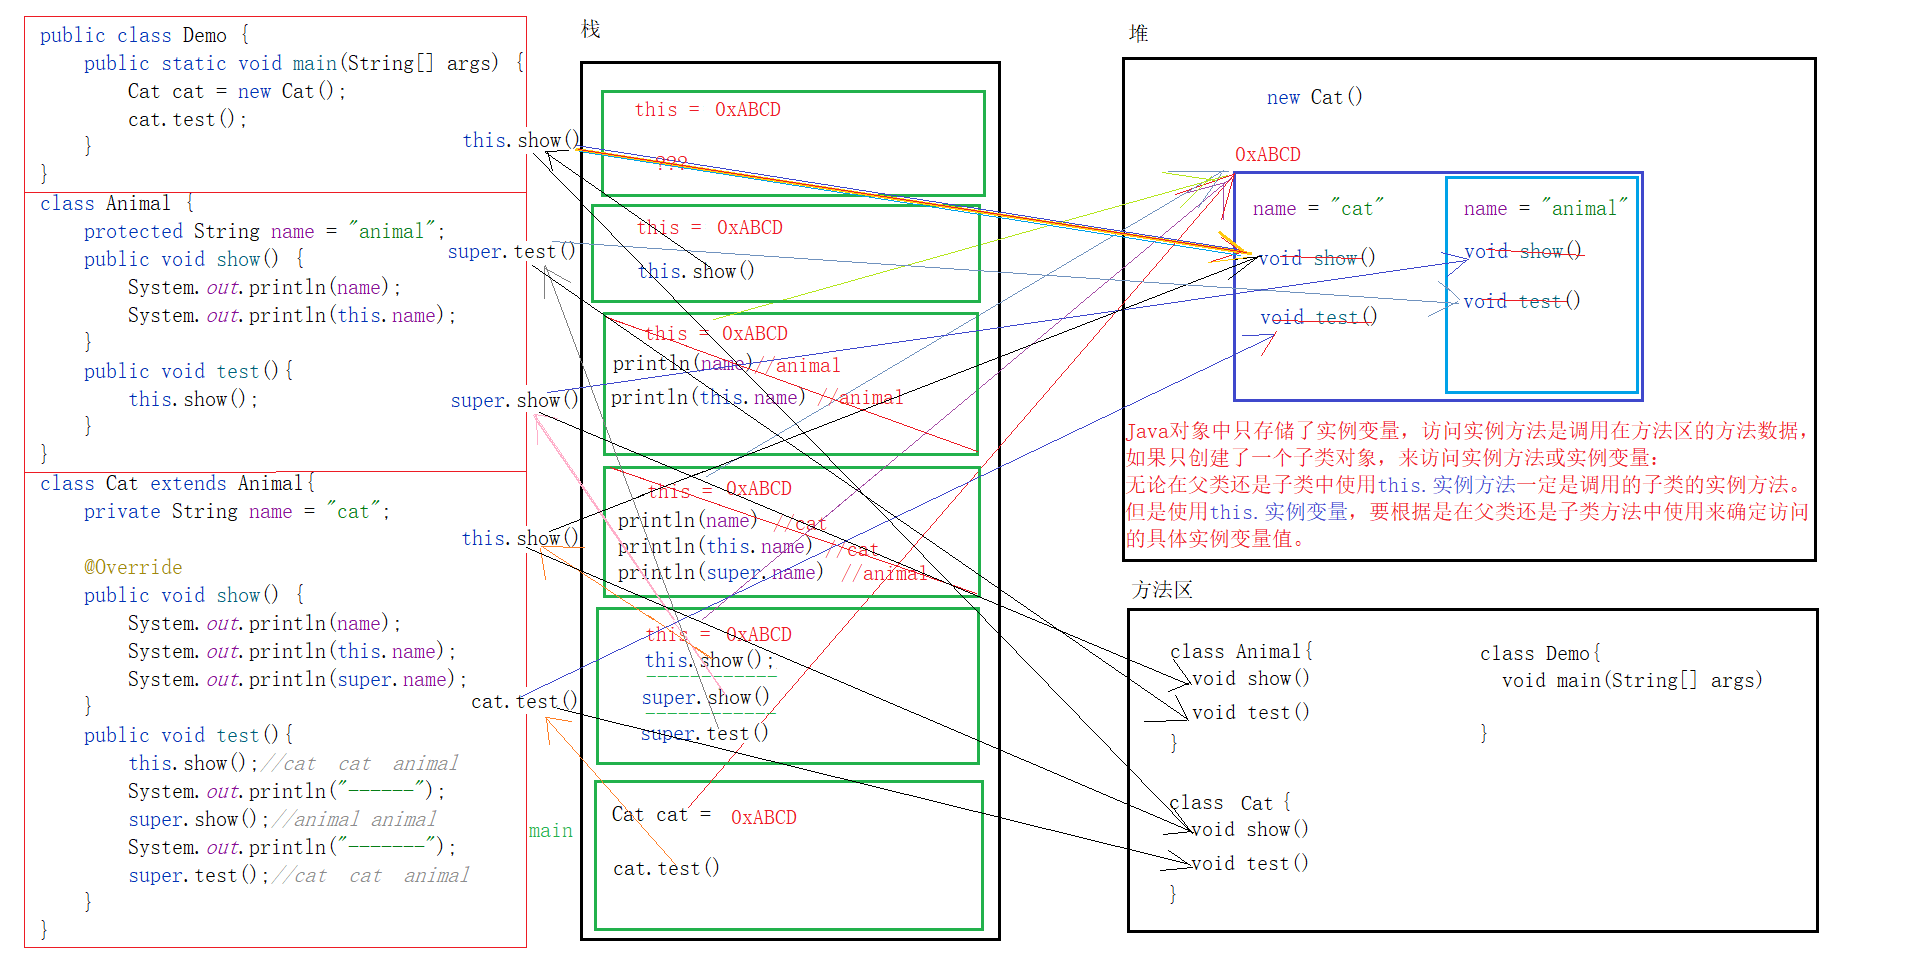 public class Demo {
public static void main(String[] args) {
Cat cat = new Cat();
cat.test();
}
}
class Animal {
protected String name = "animal";
public void show() {
System.out.println(name);
System.out.println(this.name);
}
public void test(){
this.show();
}
}
class Cat extends Animal{
private String name = "cat";
@Override
public void show() {
System.out.println(name);
System.out.println(this.name);
System.out.println(super.name);
}
public void test(){
this.show();//cat  cat  animal
System.out.println("------");
super.show();//animal animal
System.out.println("-------");
super.test();//cat  cat  animal
}
}
this.show()
super.test()
super.show()
this.show()
cat.test()
main
栈
this = 0xABCD
???
this = 0xABCD
this.show()
this = 0xABCD
println(name)//animal
println(this.name) //animal
this = 0xABCD
println(name) //cat
println(this.name) //cat
println(super.name) //animal
this = 0xABCD
this.show();
------------
super.show()
------------
super.test()
Cat cat = 0xABCD
cat.test()
堆
new Cat()
0xABCD
name = "cat"
void show()
void test()
name = "animal"
void show()
void test()
Java对象中只存储了实例变量，访问实例方法是调用在方法区的方法数据，
如果只创建了一个子类对象，来访问实例方法或实例变量：
无论在父类还是子类中使用this.实例方法一定是调用的子类的实例方法。
但是使用this.实例变量，要根据是在父类还是子类方法中使用来确定访问
的具体实例变量值。
方法区
class Animal{
void show()
void test()
}
class Demo{
void main(String[] args)
}
class Cat {
void show()
void test()
}